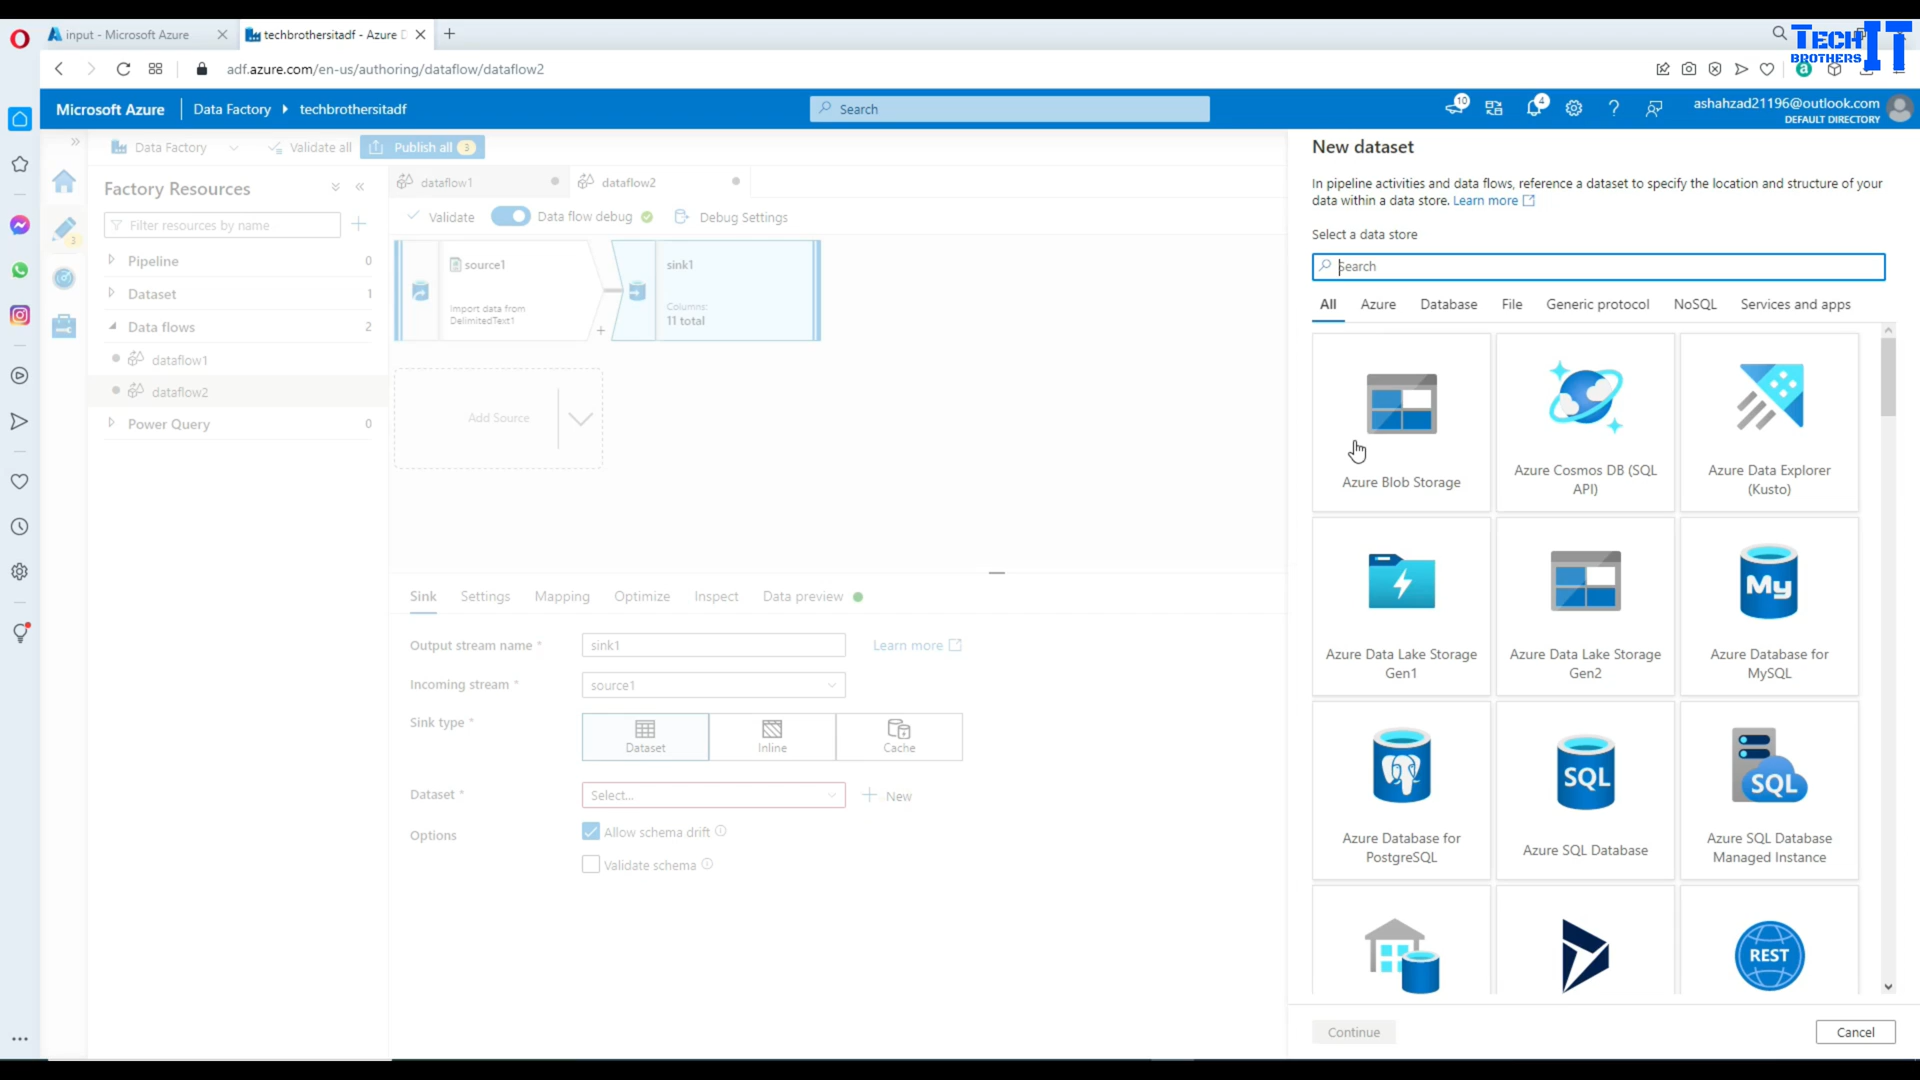 input - Microsoft Azure
techbrothersitadf - Azure D
TECH IT
BROTHERS
adf.azure.com/en-us/authoring/dataflow/dataflow2
Microsoft Azure
Data Factory
techbrothersitadf
Search
10
4
ashahzad21196@outlook.com
DEFAULT DIRECTORY
Data Factory
Validate all
Publish all
3
Factory Resources
Filter resources by name
3
Pipeline 0
Dataset 1
Data flows 2
dataflow1
dataflow2
Power Query 0
dataflow1
dataflow2
Validate
Data flow debug
Debug Settings
source1
Import data from
DelimitedText1
+
sink1
Columns:
11 total
Add Source
Sink
Settings
Mapping
Optimize
Inspect
Data preview
Output stream name *
sink1
Learn more
Incoming stream *
source1
Sink type *
Dataset
Inline
Cache
Dataset *
Select...
New
Options
Allow schema drift
Validate schema
New dataset
In pipeline activities and data flows, reference a dataset to specify the location and structure of your
data within a data store. Learn more
Select a data store
Search
All
Azure
Database
File
Generic protocol
NoSQL
Services and apps
Azure Blob Storage
Azure Cosmos DB (SQL
API)
Azure Data Explorer
(Kusto)
Azure Data Lake Storage
Gen1
Azure Data Lake Storage
Gen2
My
Azure Database for
MySQL
Azure Database for
PostgreSQL
SQL
Azure SQL Database
SQL
Azure SQL Database
Managed Instance
REST
Continue
Cancel